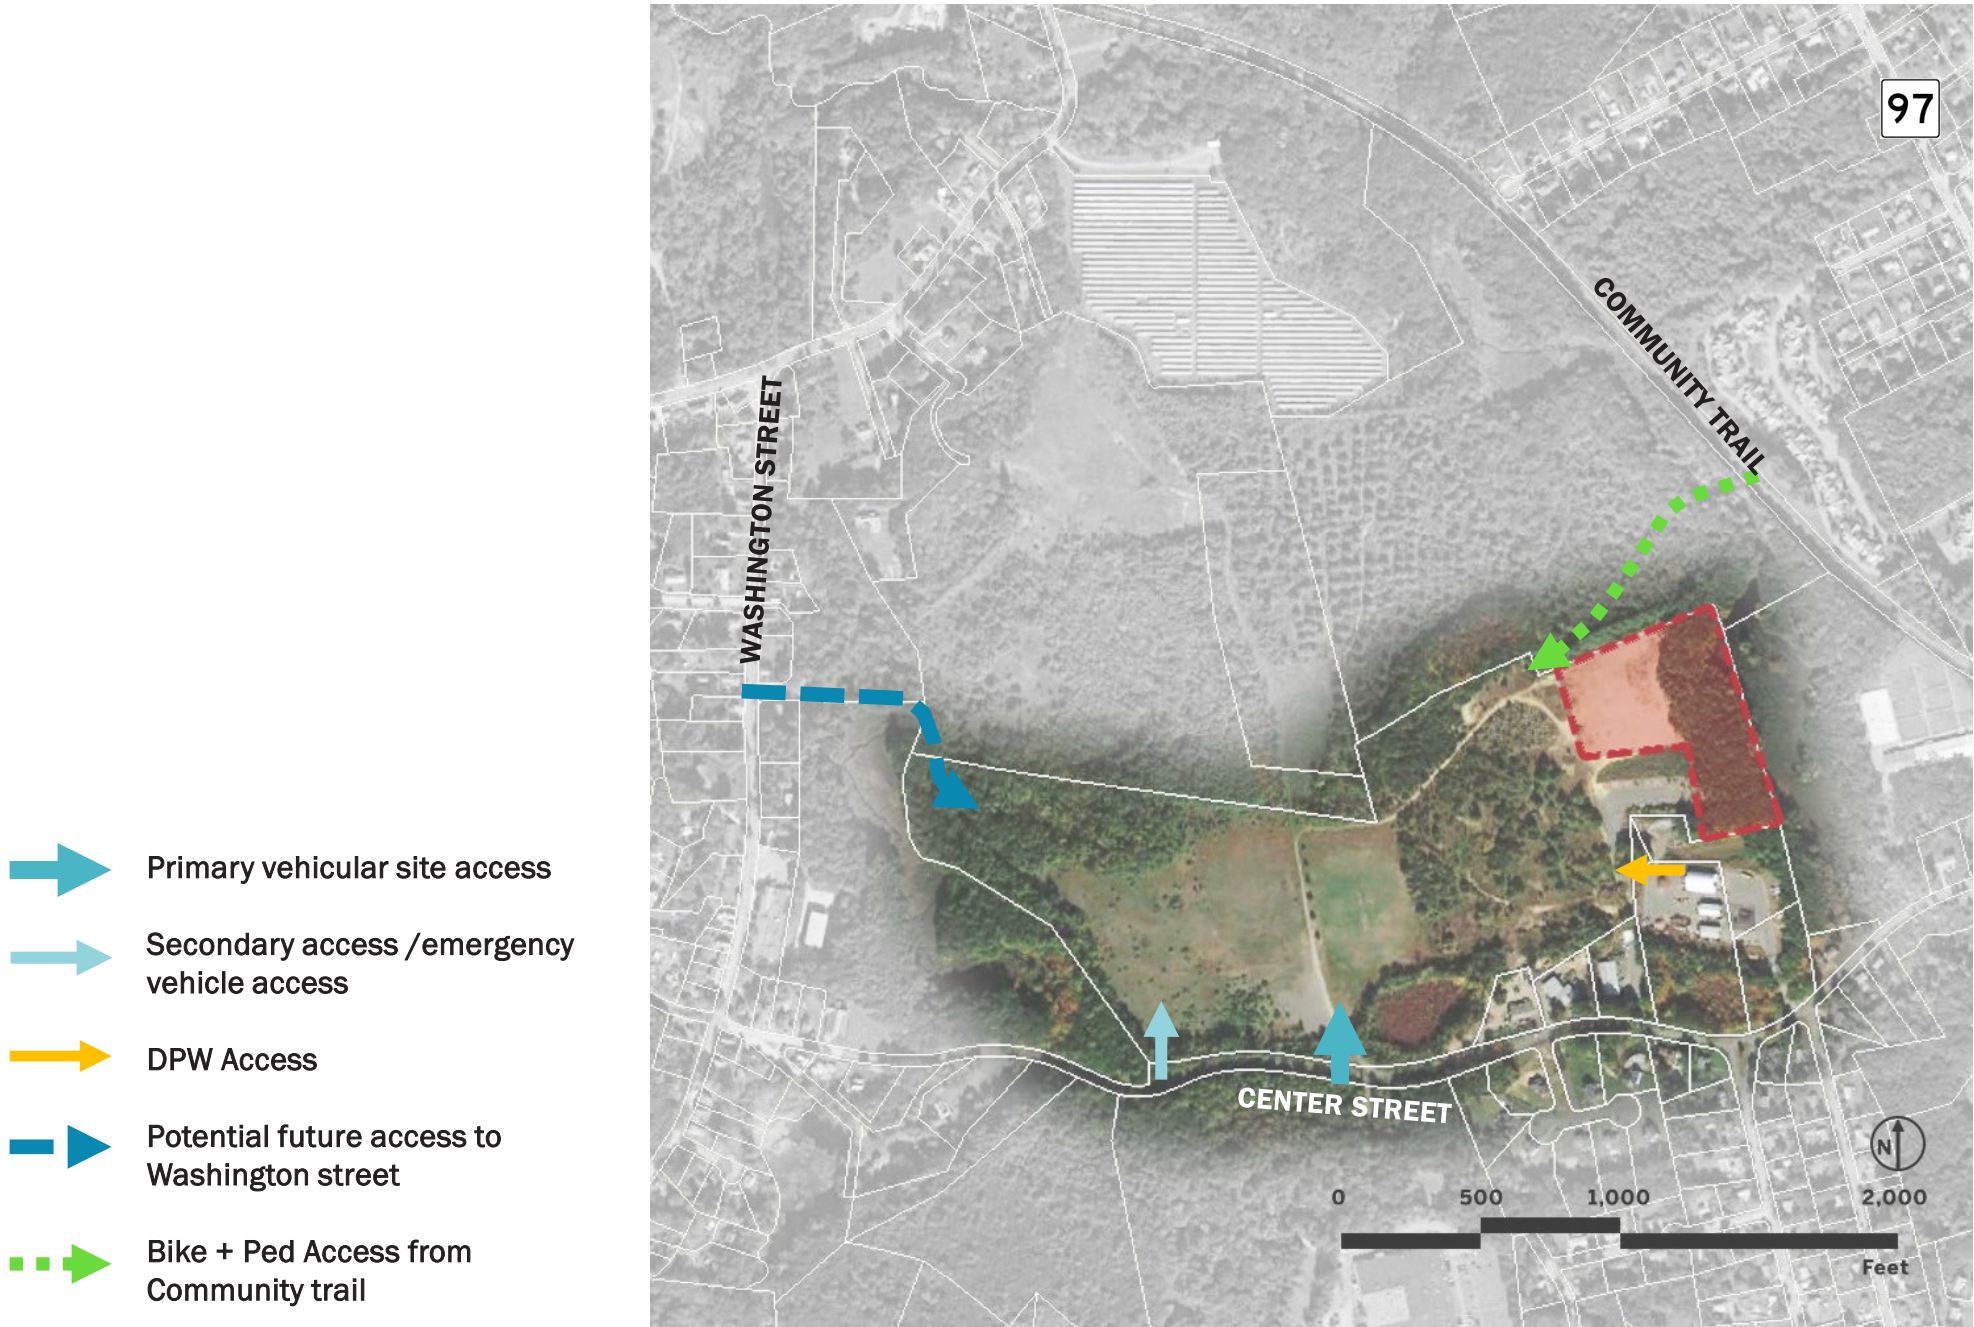 97
COMMUNITY TRAIL
WASHINGTON STREET
Primary vehicular site access
Secondary access /emergency
vehicle access
DPW Access
Potential future access to
Washington street
Bike + Ped Access from
Community trail
CENTER STREET
N
0 500 1,000 2,000
Feet